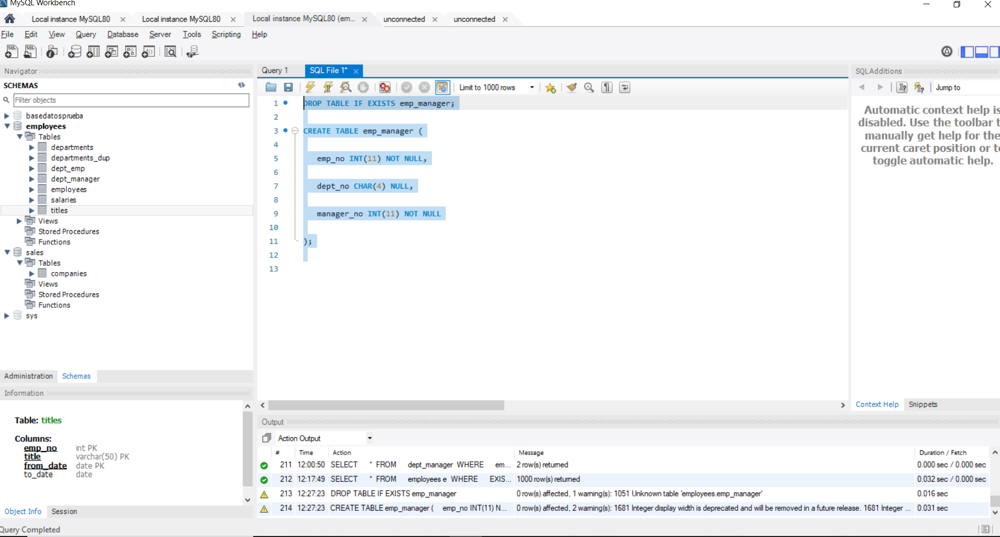 MySQL Workbench
Local instance MySQL80 Local instance MySQL80 Local instance MySQL80 (em... unconnected unconnected
File Edit View Query Database Server Tools Scripting Help
Navigator
SCHEMAS
Filter objects
basedatosprueba
employees
Tables
departments
departments_dup
dept_emp
dept_manager
employees
salaries
titles
Views
Stored Procedures
Functions
sales
Tables
companies
Views
Stored Procedures
Functions
sys
Administration Schemas
Information
Table: titles
Columns:
emp_no int PK
title varchar(50) PK
from_date date PK
to_date date
Object Info Session
Query Completed
Query 1 SQL File 1*
Limit to 1000 rows
1 DROP TABLE IF EXISTS emp_manager;
2
3 CREATE TABLE emp_manager (
4
5 emp_no INT(11) NOT NULL,
6
7 dept_no CHAR(4) NULL,
8
9 manager_no INT(11) NOT NULL
10
11 );
12
13
SQLAdditions
Jump to
Automatic context help is
disabled. Use the toolbar t
manually get help for the
current caret position or to
toggle automatic help.
Context Help Snippets
Output
Action Output
# Time Action Message Duration / Fetch
211 12:00:50 SELECT * FROM dept_manager WHERE em... 2 row(s) returned 0.000 sec / 0.000 sec
212 12:17:49 SELECT * FROM employees e WHERE EXIS... 1000 row(s) returned 0.032 sec / 0.000 sec
213 12:27:23 DROP TABLE IF EXISTS emp_manager 0 row(s) affected, 1 warning(s): 1051 Unknown table 'employees.emp_manager' 0.016 sec
214 12:27:23 CREATE TABLE emp_manager ( emp_no INT(11) N... 0 row(s) affected, 2 warning(s): 1681 Integer display width is deprecated and will be removed in a future release. 1681 Integer ... 0.031 sec